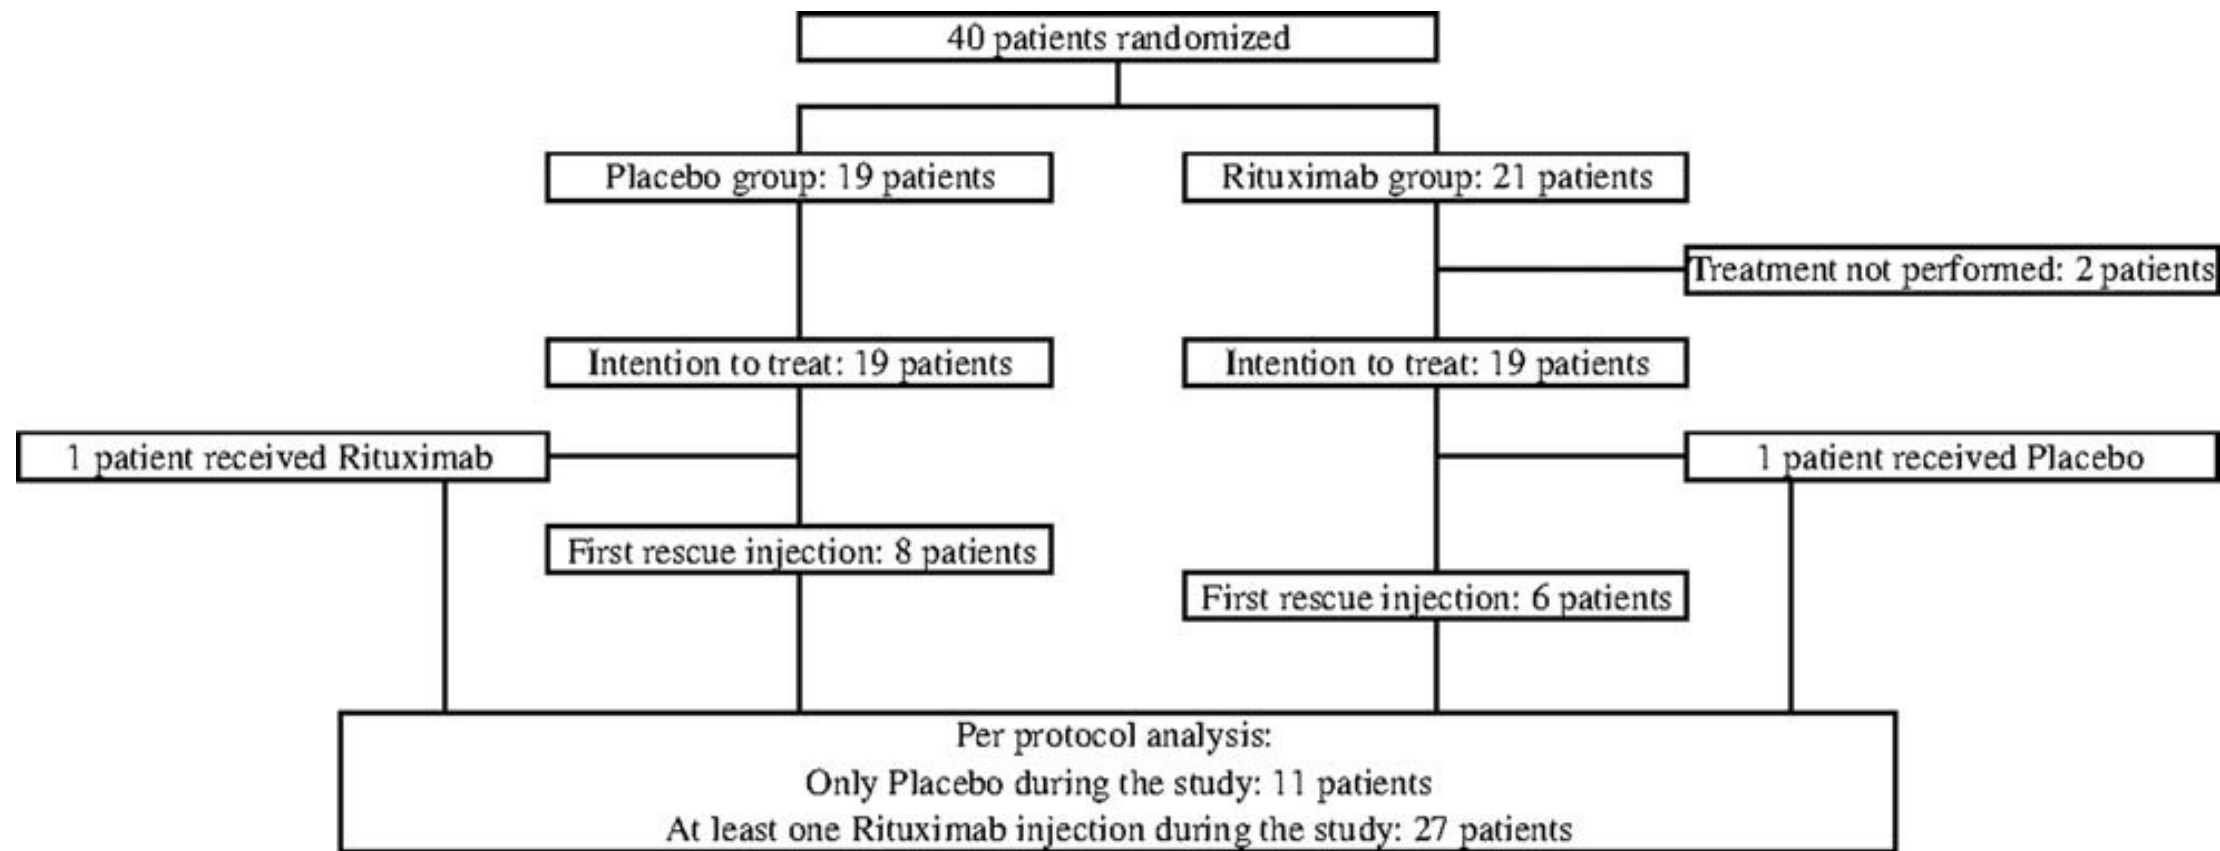 40 patients randomized
Placebo group: 19 patients
Rituximab group: 21 patients
Treatment not performed: 2 patients
Intention to treat: 19 patients
Intention to treat: 19 patients
1 patient received Rituximab
1 patient received Placebo
First rescue injection: 8 patients
First rescue injection: 6 patients
Per protocol analysis:
Only Placebo during the study: 11 patients
At least one Rituximab injection during the study: 27 patients